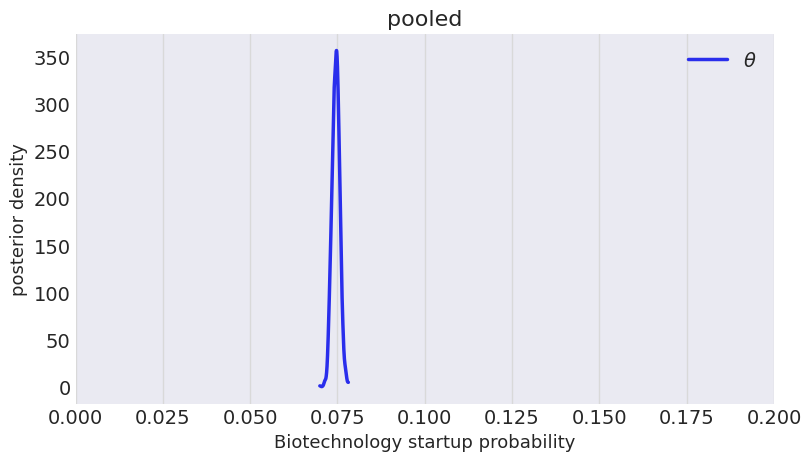 pooled
θ
posterior density
350
300
250
200
150
100
50
0
0.000 0.025 0.050 0.075 0.100 0.125 0.150 0.175 0.200
Biotechnology startup probability